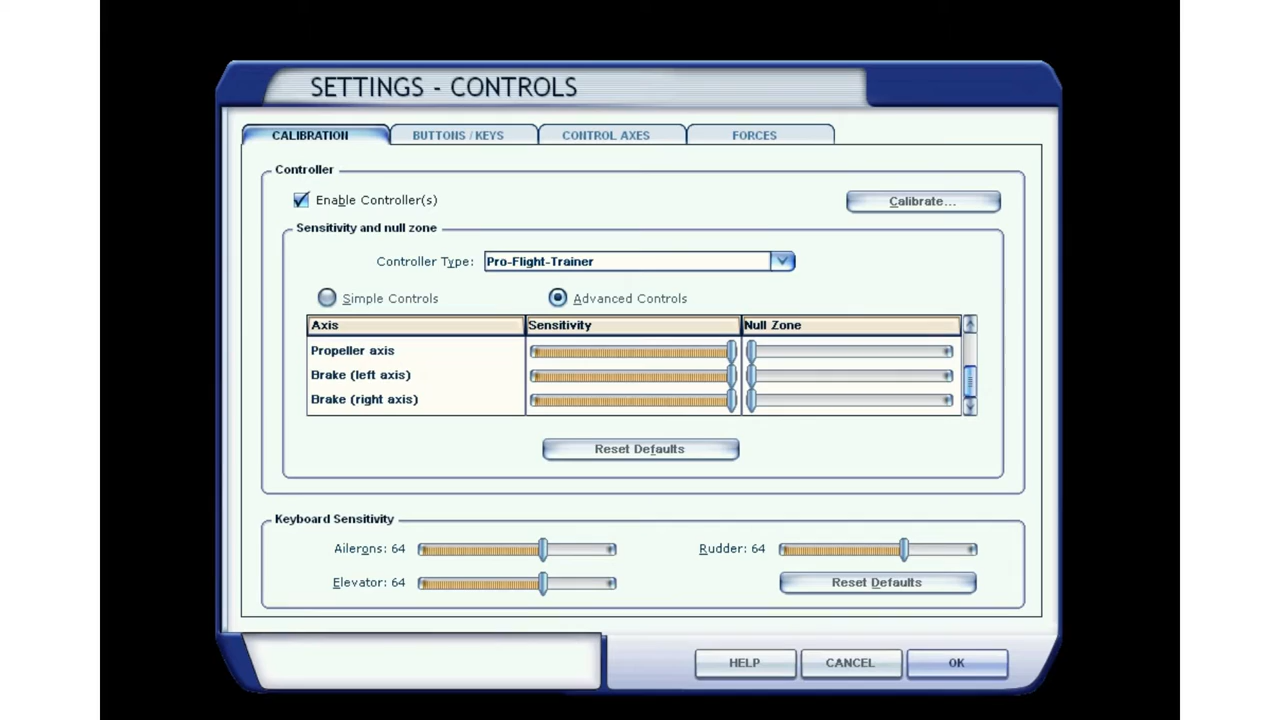 SETTINGS - CONTROLS
CALIBRATION BUTTONS / KEYS CONTROL AXES FORCES
Controller
Enable Controller(s) Calibrate...
Sensitivity and null zone
Controller Type: Pro-Flight-Trainer
Simple Controls Advanced Controls
Axis Sensitivity Null Zone
Propeller axis
Brake (left axis)
Brake (right axis)
Reset Defaults
Keyboard Sensitivity
Ailerons: 64 Rudder: 64
Elevator: 64 Reset Defaults
HELP CANCEL OK